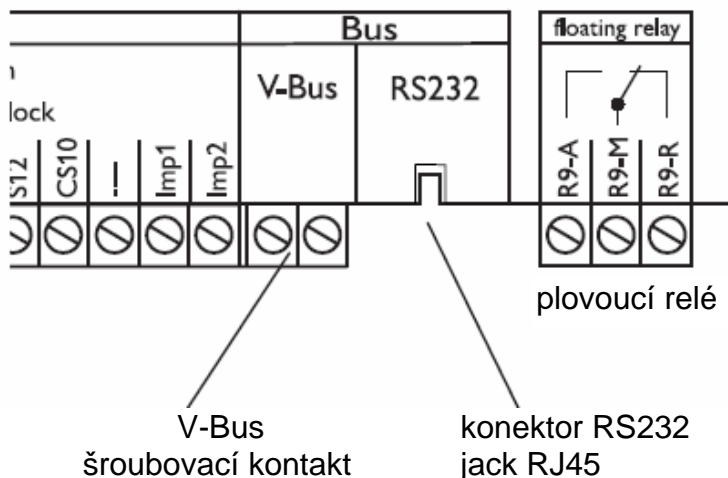 Bus
floating relay
V-Bus
RS232
lock
S12
CS10
Imp1
Imp2
R9-A
R9-M
R9-R
plovoucí relé
V-Bus
šroubovací kontakt
konektor RS232
jack RJ45